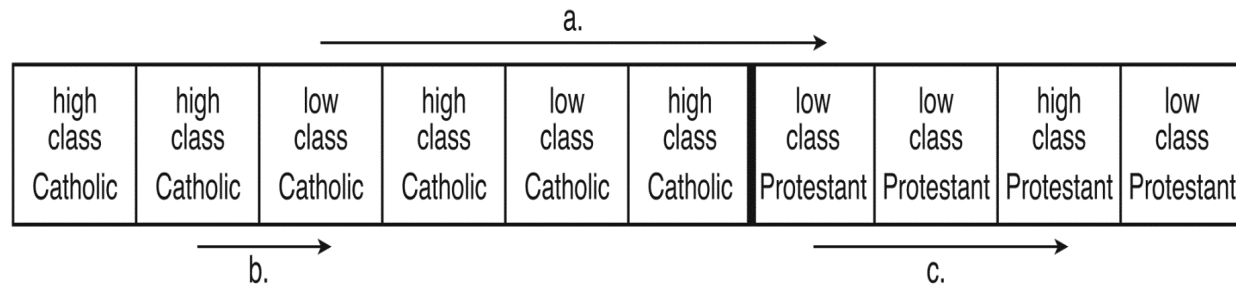 a.
high high low high low high low low high low
class class class class class class class class class class
Catholic Catholic Catholic Catholic Catholic Catholic Protestant Protestant Protestant Protestant
b. c.